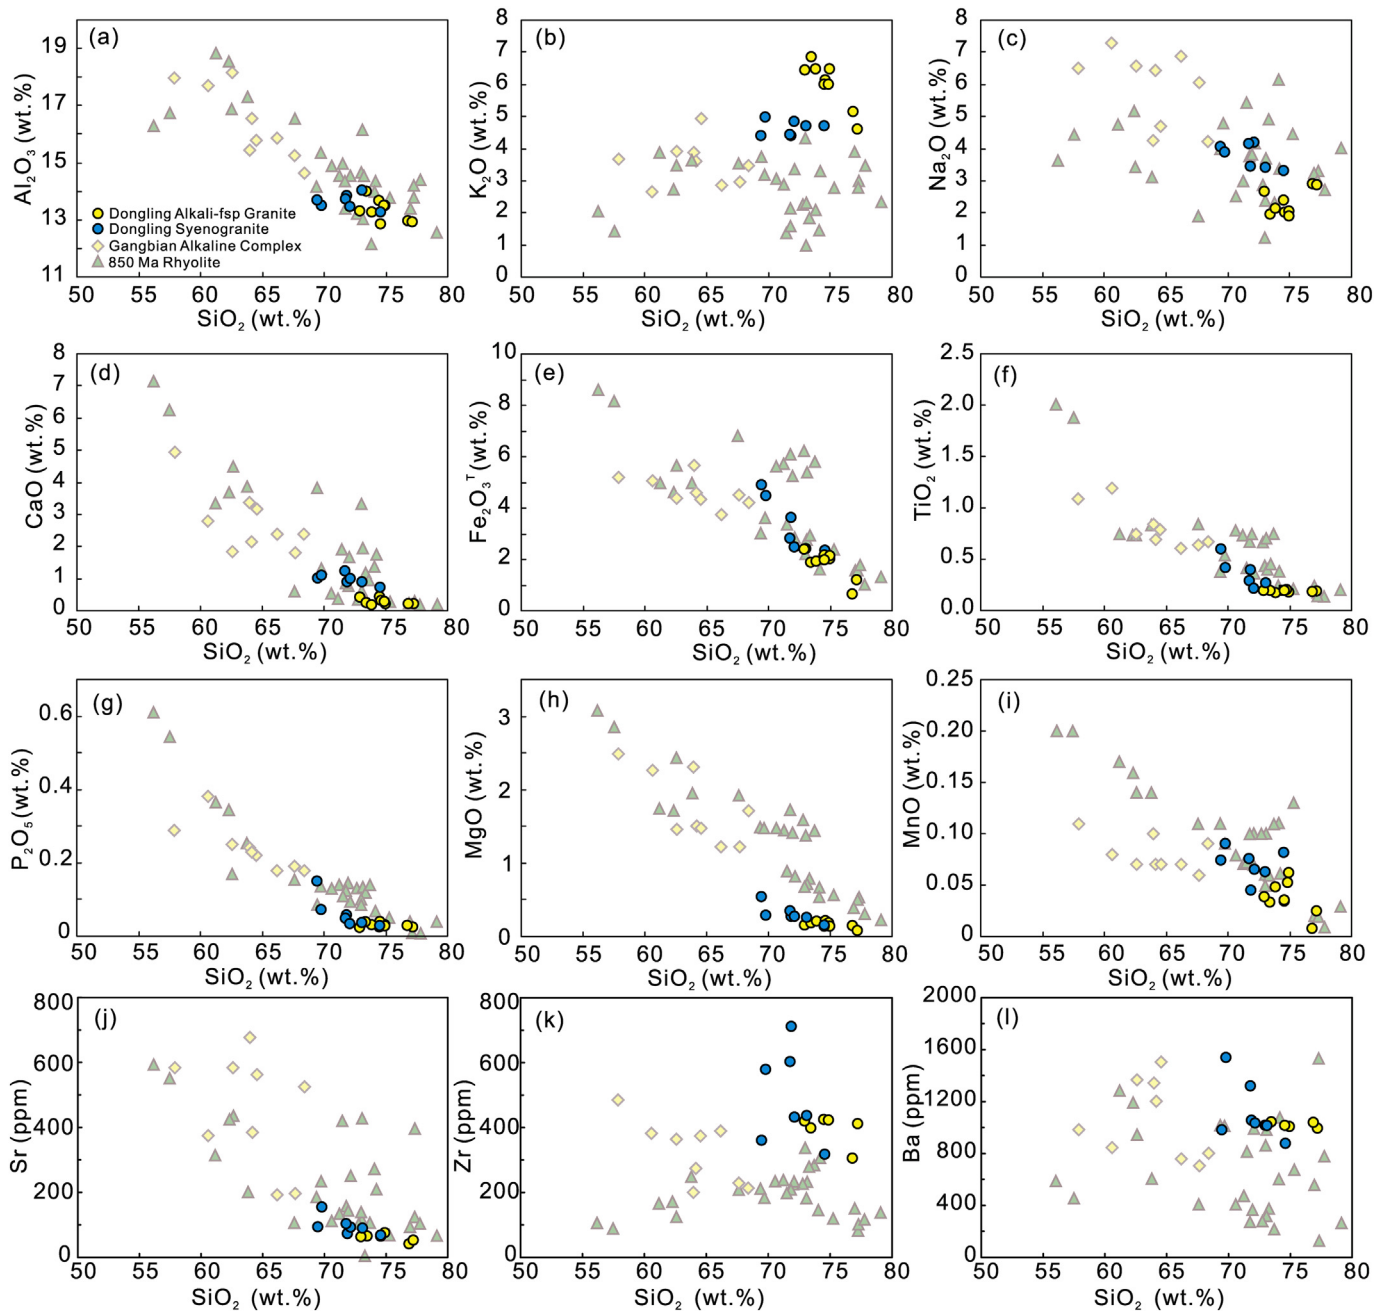 (a)
Al₂O₃ (wt.%)
19
17
15
13
11
Dongling Alkali-fsp Granite
Dongling Syenogranite
Gangbian Alkaline Complex
850 Ma Rhyolite
50 55 60 65 70 75 80
SiO₂ (wt.%)
(b)
K₂O (wt.%)
8
7
6
5
4
3
2
1
0
50 55 60 65 70 75 80
SiO₂ (wt.%)
(c)
Na₂O (wt.%)
8
7
6
5
4
3
2
1
0
50 55 60 65 70 75 80
SiO₂ (wt.%)
(d)
CaO (wt.%)
8
7
6
5
4
3
2
1
0
50 55 60 65 70 75 80
SiO₂ (wt.%)
(e)
Fe₂O₃ᵀ (wt.%)
10
8
6
4
2
0
50 55 60 65 70 75 80
SiO₂ (wt.%)
(f)
TiO₂ (wt.%)
2.5
2.0
1.5
1.0
0.5
0.0
50 55 60 65 70 75 80
SiO₂ (wt.%)
(g)
P₂O₅ (wt.%)
0.6
0.4
0.2
0
50 55 60 65 70 75 80
SiO₂ (wt.%)
(h)
MgO (wt.%)
3
2
1
0
50 55 60 65 70 75 80
SiO₂ (wt.%)
(i)
MnO (wt.%)
0.25
0.20
0.15
0.10
0.05
0
50 55 60 65 70 75 80
SiO₂ (wt.%)
(j)
Sr (ppm)
800
600
400
200
0
50 55 60 65 70 75 80
SiO₂ (wt.%)
(k)
Zr (ppm)
800
600
400
200
0
50 55 60 65 70 75 80
SiO₂ (wt.%)
(l)
Ba (ppm)
2000
1600
1200
800
400
0
50 55 60 65 70 75 80
SiO₂ (wt.%)